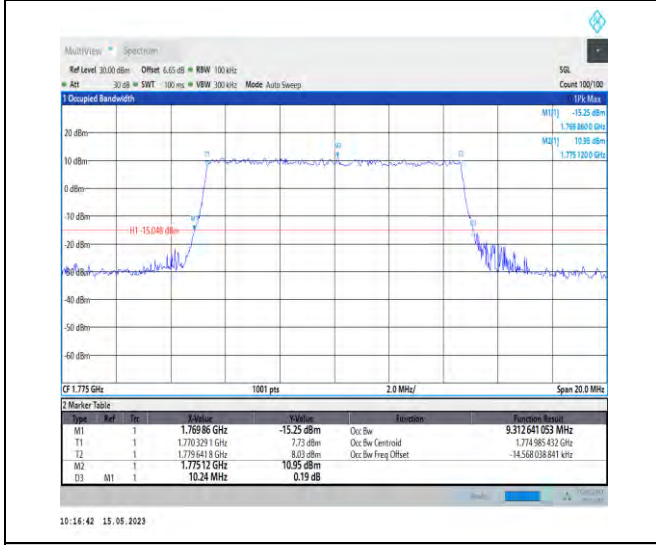 MultiView Spectrum
Ref Level 30.00 dBm Offset 6.65 dB RBW 100 kHz SGL
Att 30 dB SWT 100 ms VBW 300 kHz Mode Auto Sweep Count 100/100
1 Occupied Bandwidth 1Pk Max
M1[1] -15.25 dBm
1.769 860 0 GHz
M2[1] 10.95 dBm
1.775 120 0 GHz
20 dBm
T1 M2 T2
10 dBm
0 dBm
-10 dBm
M1 D3
H1 -15.048 dBm
-20 dBm
-30 dBm
-40 dBm
-50 dBm
-60 dBm
CF 1.775 GHz 1001 pts 2.0 MHz/ Span 20.0 MHz
2 Marker Table
Type Ref Trc X-Value Y-Value Function Function Result
M1 1 1.769 86 GHz -15.25 dBm Occ Bw 9.312 641 053 MHz
T1 1 1.770 329 1 GHz 7.73 dBm Occ Bw Centroid 1.774 985 432 GHz
T2 1 1.779 641 8 GHz 8.03 dBm Occ Bw Freq Offset -14.568 038 841 kHz
M2 1 1.775 12 GHz 10.95 dBm
D3 M1 1 10.24 MHz 0.19 dB
10:16:42 15.05.2023